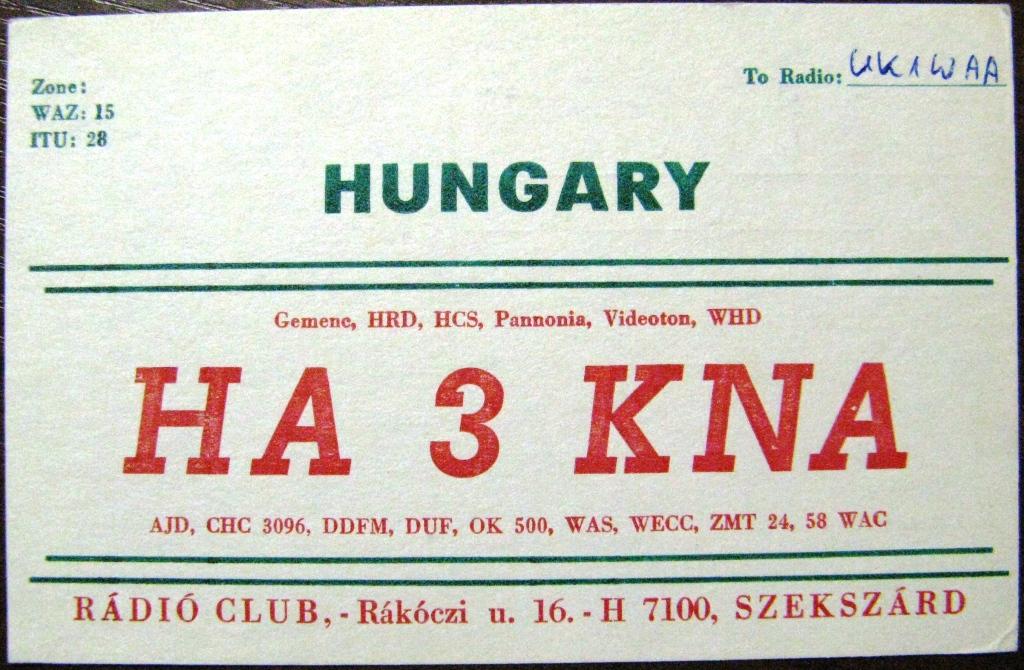 Zone:
WAZ: 15
ITU: 28
To Radio: UK1WAA
HUNGARY
Gemenc, HRD, HCS, Pannonia, Videoton, WHD
HA 3 KNA
AJD, CHC 3096, DDFM, DUF, OK 500, WAS, WECC, ZMT 24, 58 WAC
RÁDIÓ CLUB, - Rákóczi u. 16. - H 7100, SZEKSZÁRD